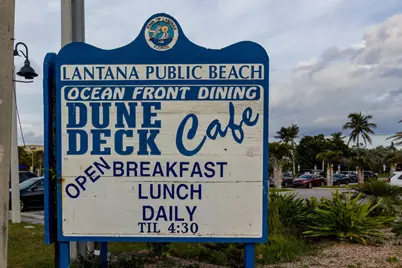 LANTANA PUBLIC BEACH
OCEAN FRONT DINING
DUNE
DECK Cafe
OPEN BREAKFAST
LUNCH
DAILY
TIL 4:30